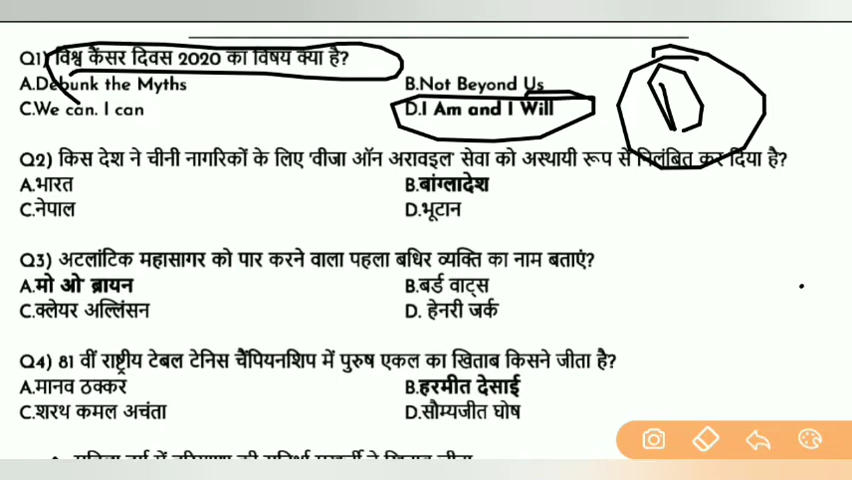 Q1) विश्व कैंसर दिवस 2020 का विषय क्या है?
A.Debunk the Myths B.Not Beyond Us
C.We can. I can D.I Am and I Will
Q2) किस देश ने चीनी नागरिकों के लिए 'वीजा ऑन अरावइल' सेवा को अस्थायी रूप से निलंबित कर दिया है?
A.भारत B.बांग्लादेश
C.नेपाल D.भूटान
Q3) अटलांटिक महासागर को पार करने वाला पहला बधिर व्यक्ति का नाम बताएं?
A.मो ओ' ब्रायन B.बर्ड वाट्स
C.क्लेयर अल्लिंसन D. हेनरी जर्क
Q4) 81 वीं राष्ट्रीय टेबल टेनिस चैंपियनशिप में पुरुष एकल का खिताब किसने जीता है?
A.मानव ठक्कर B.हरमीत देसाई
C.शरथ कमल अचंता D.सौम्यजीत घोष